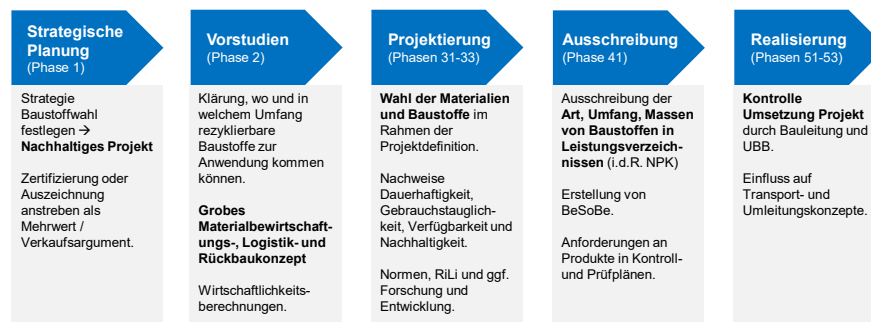 Strategische
Planung
(Phase 1)
Strategie
Baustoffwahl
festlegen →
Nachhaltiges Projekt
Zertifizierung oder
Auszeichnung
anstreben als
Mehrwert /
Verkaufsargument.
Vorstudien
(Phase 2)
Klärung, wo und in
welchem Umfang
rezyklierbare
Baustoffe zur
Anwendung kommen
können.
Grobes
Materialbewirtschaft-
ungs-, Logistik- und
Rückbaukonzept
Wirtschaftlichkeits-
berechnungen.
Projektierung
(Phasen 31-33)
Wahl der Materialien
und Baustoffe im
Rahmen der
Projektdefinition.
Nachweise
Dauerhaftigkeit,
Gebrauchstauglich-
keit, Verfügbarkeit und
Nachhaltigkeit.
Normen, RiLi und ggf.
Forschung und
Entwicklung.
Ausschreibung
(Phase 41)
Ausschreibung der
Art, Umfang, Massen
von Baustoffen in
Leistungsverzeich-
nissen (i.d.R. NPK)
Erstellung von
BeSoBe.
Anforderungen an
Produkte in Kontroll-
und Prüfplänen.
Realisierung
(Phasen 51-53)
Kontrolle
Umsetzung Projekt
durch Bauleitung und
UBB.
Einfluss auf
Transport- und
Umleitungskonzepte.